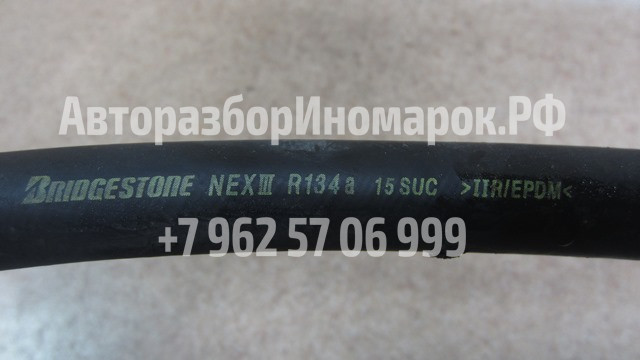 АвторазборИномарок.РФ
BRIDGESTONE NEXIII R134a 15 SUC >IIR/EPDM<
+7 962 57 06 999